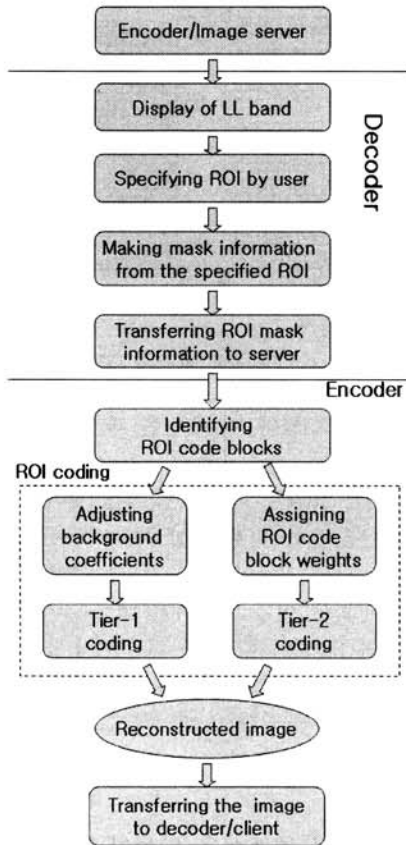 Encoder/Image server
Display of LL band
Decoder
Specifying ROI by user
Making mask information
from the specified ROI
Transferring ROI mask
information to server
Encoder
Identifying
ROI code blocks
ROI coding
Adjusting
background
coefficients
Assigning
ROI code
block weights
Tier-1
coding
Tier-2
coding
Reconstructed image
Transferring the image
to decoder/client